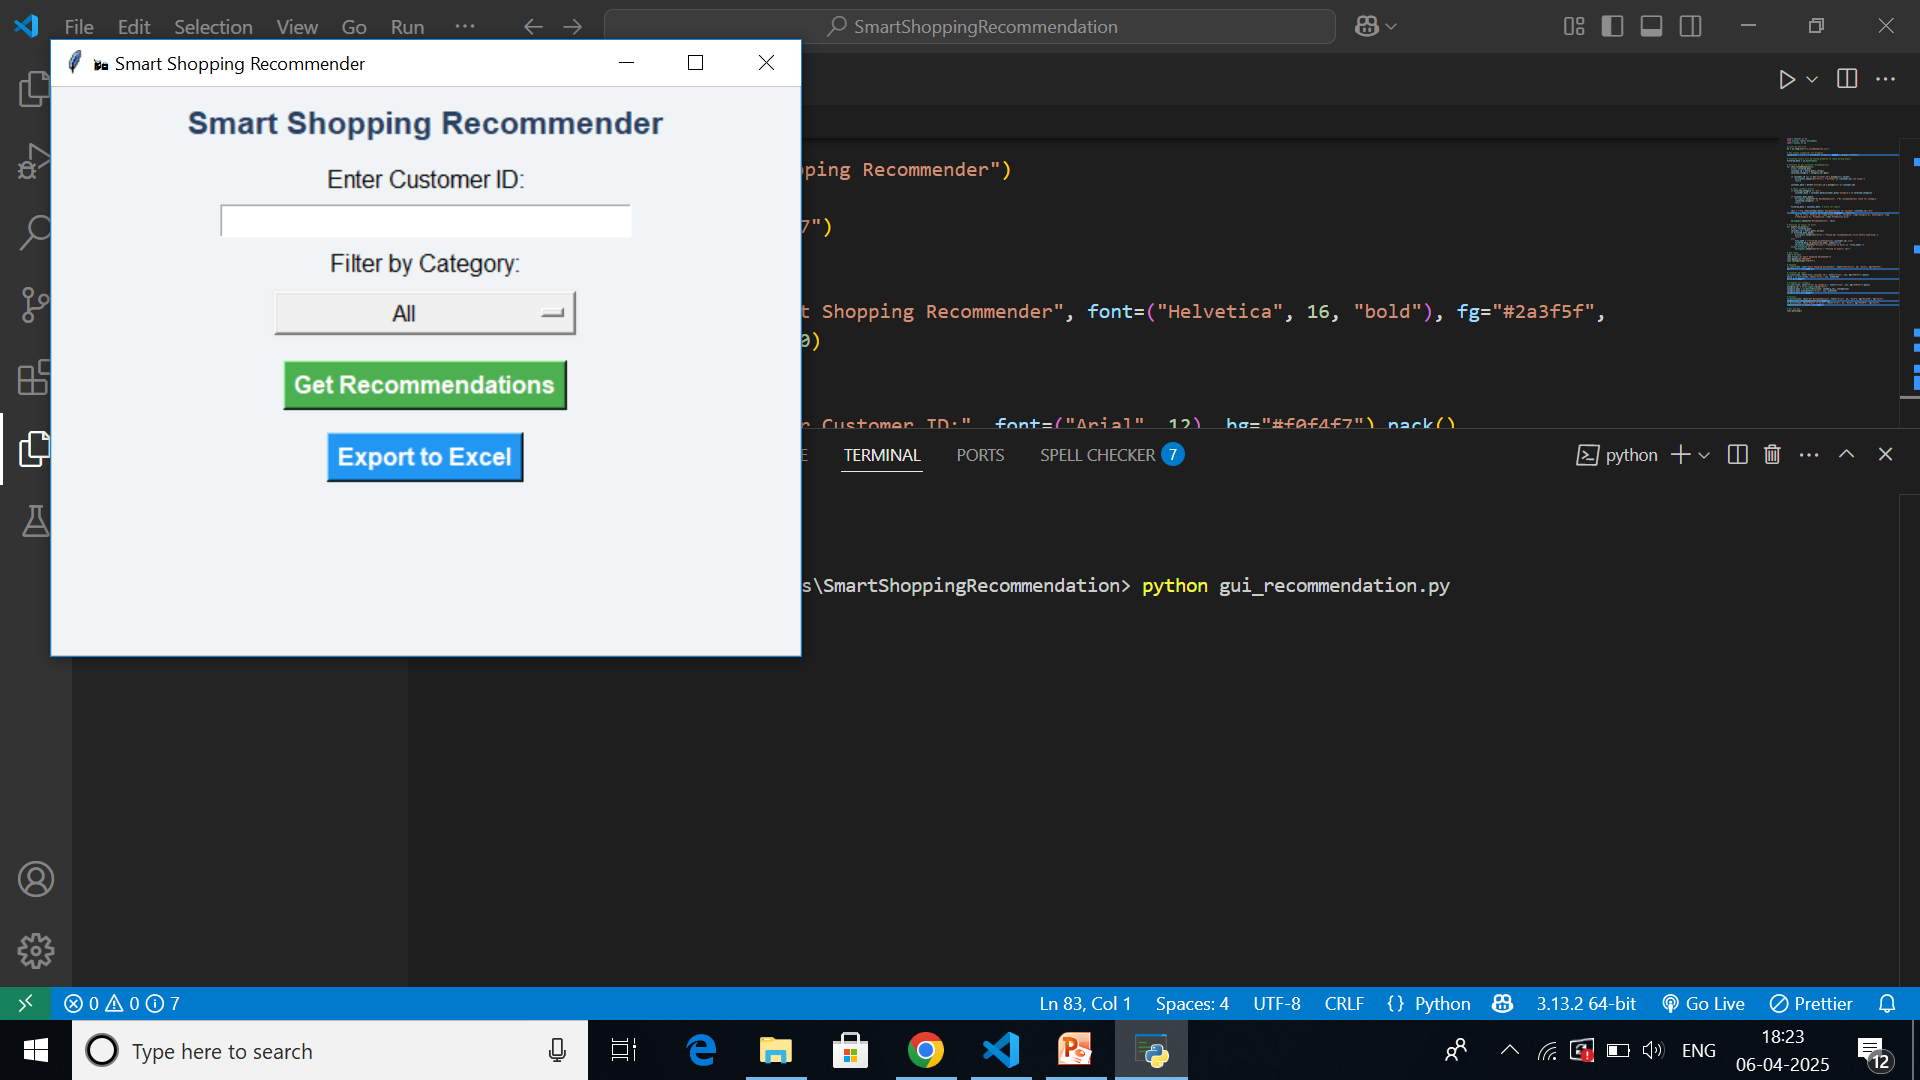 File Edit Selection View Go Run ···
SmartShoppingRecommendation
Smart Shopping Recommender
Smart Shopping Recommender
Enter Customer ID:
Filter by Category:
All
Get Recommendations
Export to Excel
pping Recommender")
7")
t Shopping Recommender", font=("Helvetica", 16, "bold"), fg="#2a3f5f",
0)
r Customer ID:", font=("Arial", 12), bg="#f0f4f7").pack()
E TERMINAL PORTS SPELL CHECKER 7
python
s\SmartShoppingRecommendation> python gui_recommendation.py
0 0 7
Ln 83, Col 1 Spaces: 4 UTF-8 CRLF {} Python 3.13.2 64-bit Go Live Prettier
Type here to search
ENG
18:23
06-04-2025
12